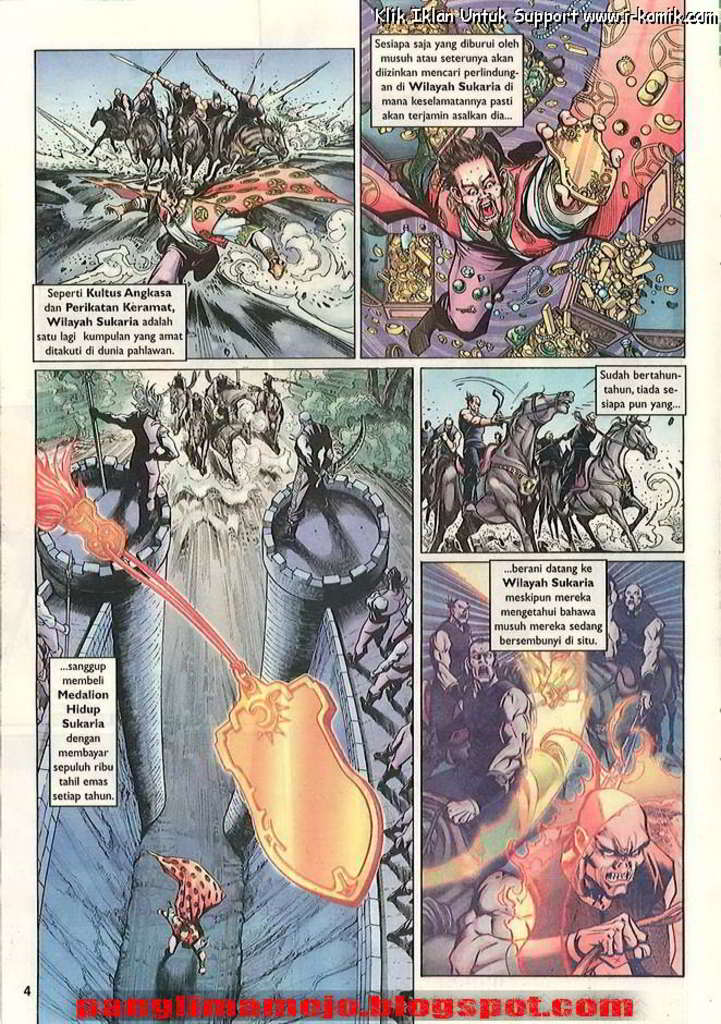 Klik Iklan Untuk Support www.r-komik.com
Seperti Kultus Angkasa
dan Perikatan Keramat,
Wilayah Sukaria adalah
satu lagi kumpulan yang amat
ditakuti di dunia pahlawan.
Sesiapa saja yang diburui oleh
musuh atau seterunya akan
diizinkan mencari perlindung-
an di Wilayah Sukaria di
mana keselamatannya pasti
akan terjamin asalkan dia...
...sanggup
membeli
Medalion
Hidup
Sukaria
dengan
membayar
sepuluh ribu
tahil emas
setiap tahun.
Sudah bertahun-
tahun, tiada se-
siapa pun yang...
...berani datang ke
Wilayah Sukaria
meskipun mereka
mengetahui bahawa
musuh mereka sedang
bersembunyi di situ.
4
panglimamejo.blogspot.com